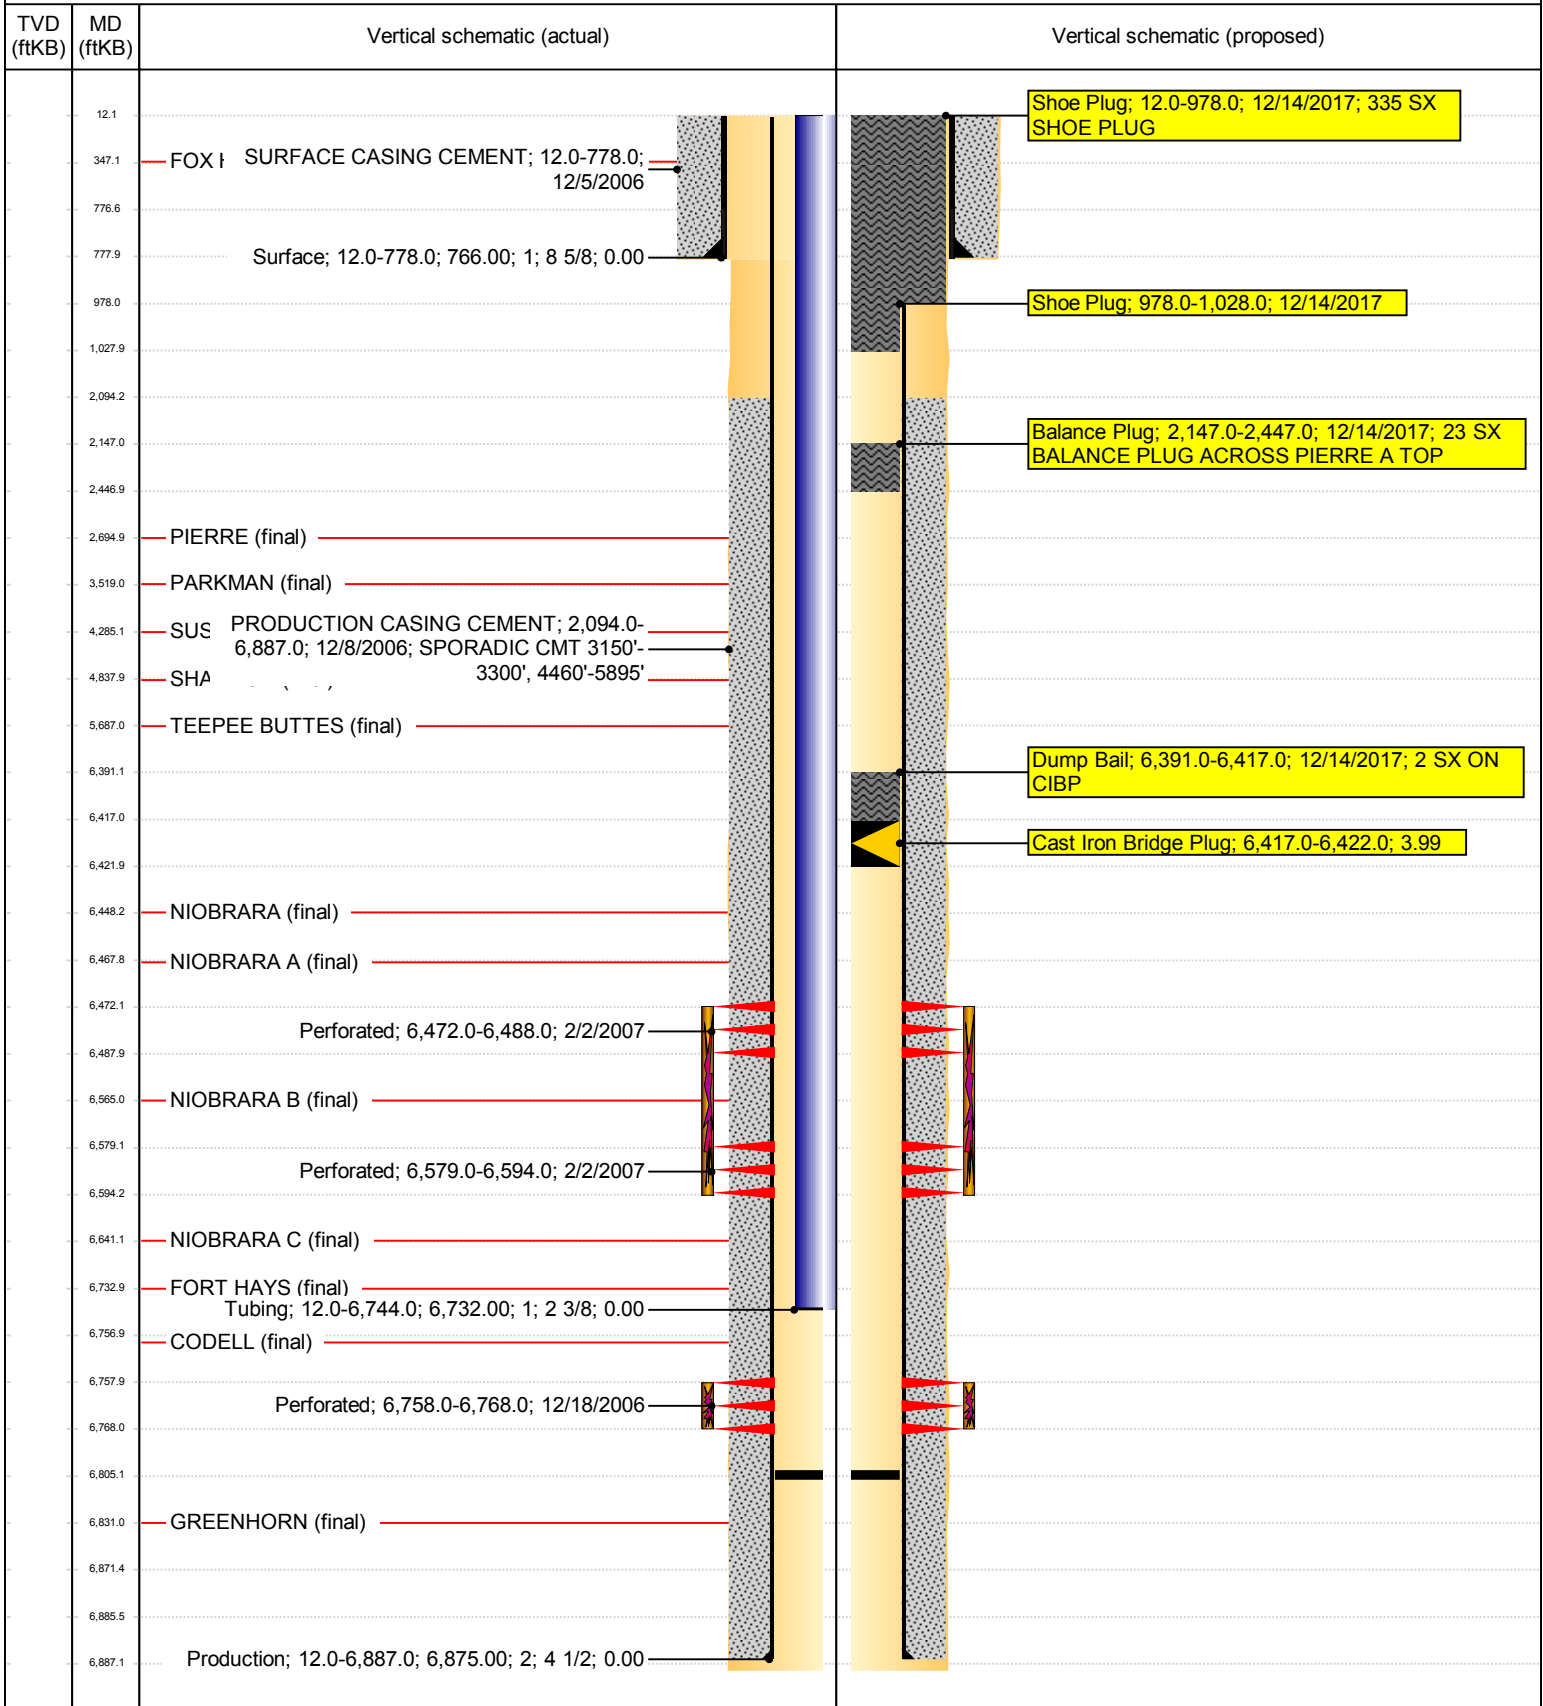 TVD (ftKB)
MD (ftKB)
Vertical schematic (actual)
Vertical schematic (proposed)
12.1
Shoe Plug; 12.0-978.0; 12/14/2017; 335 SX
SHOE PLUG
347.1
FOX
SURFACE CASING CEMENT; 12.0-778.0;
12/5/2006
776.6
777.9
Surface; 12.0-778.0; 766.00; 1; 8 5/8; 0.00
978.0
Shoe Plug; 978.0-1,028.0; 12/14/2017
1,027.9
2,094.2
2,147.0
Balance Plug; 2,147.0-2,447.0; 12/14/2017; 23 SX
BALANCE PLUG ACROSS PIERRE A TOP
2,446.9
2,694.9
PIERRE (final)
3,519.0
PARKMAN (final)
4,285.1
SUS
PRODUCTION CASING CEMENT; 2,094.0-
6,887.0; 12/8/2006; SPORADIC CMT 3150'-
3300', 4460'-5895'
4,837.9
SHA
5,687.0
TEEPEE BUTTES (final)
6,391.1
Dump Bail; 6,391.0-6,417.0; 12/14/2017; 2 SX ON
CIBP
6,417.0
Cast Iron Bridge Plug; 6,417.0-6,422.0; 3.99
6,421.9
6,448.2
NIOBRARA (final)
6,467.8
NIOBRARA A (final)
6,472.1
Perforated; 6,472.0-6,488.0; 2/2/2007
6,487.9
6,565.0
NIOBRARA B (final)
6,579.1
Perforated; 6,579.0-6,594.0; 2/2/2007
6,594.2
6,641.1
NIOBRARA C (final)
6,732.9
FORT HAYS (final)
Tubing; 12.0-6,744.0; 6,732.00; 1; 2 3/8; 0.00
6,756.9
CODELL (final)
6,757.9
Perforated; 6,758.0-6,768.0; 12/18/2006
6,768.0
6,805.1
6,831.0
GREENHORN (final)
6,871.4
6,885.5
6,887.1
Production; 12.0-6,887.0; 6,875.00; 2; 4 1/2; 0.00